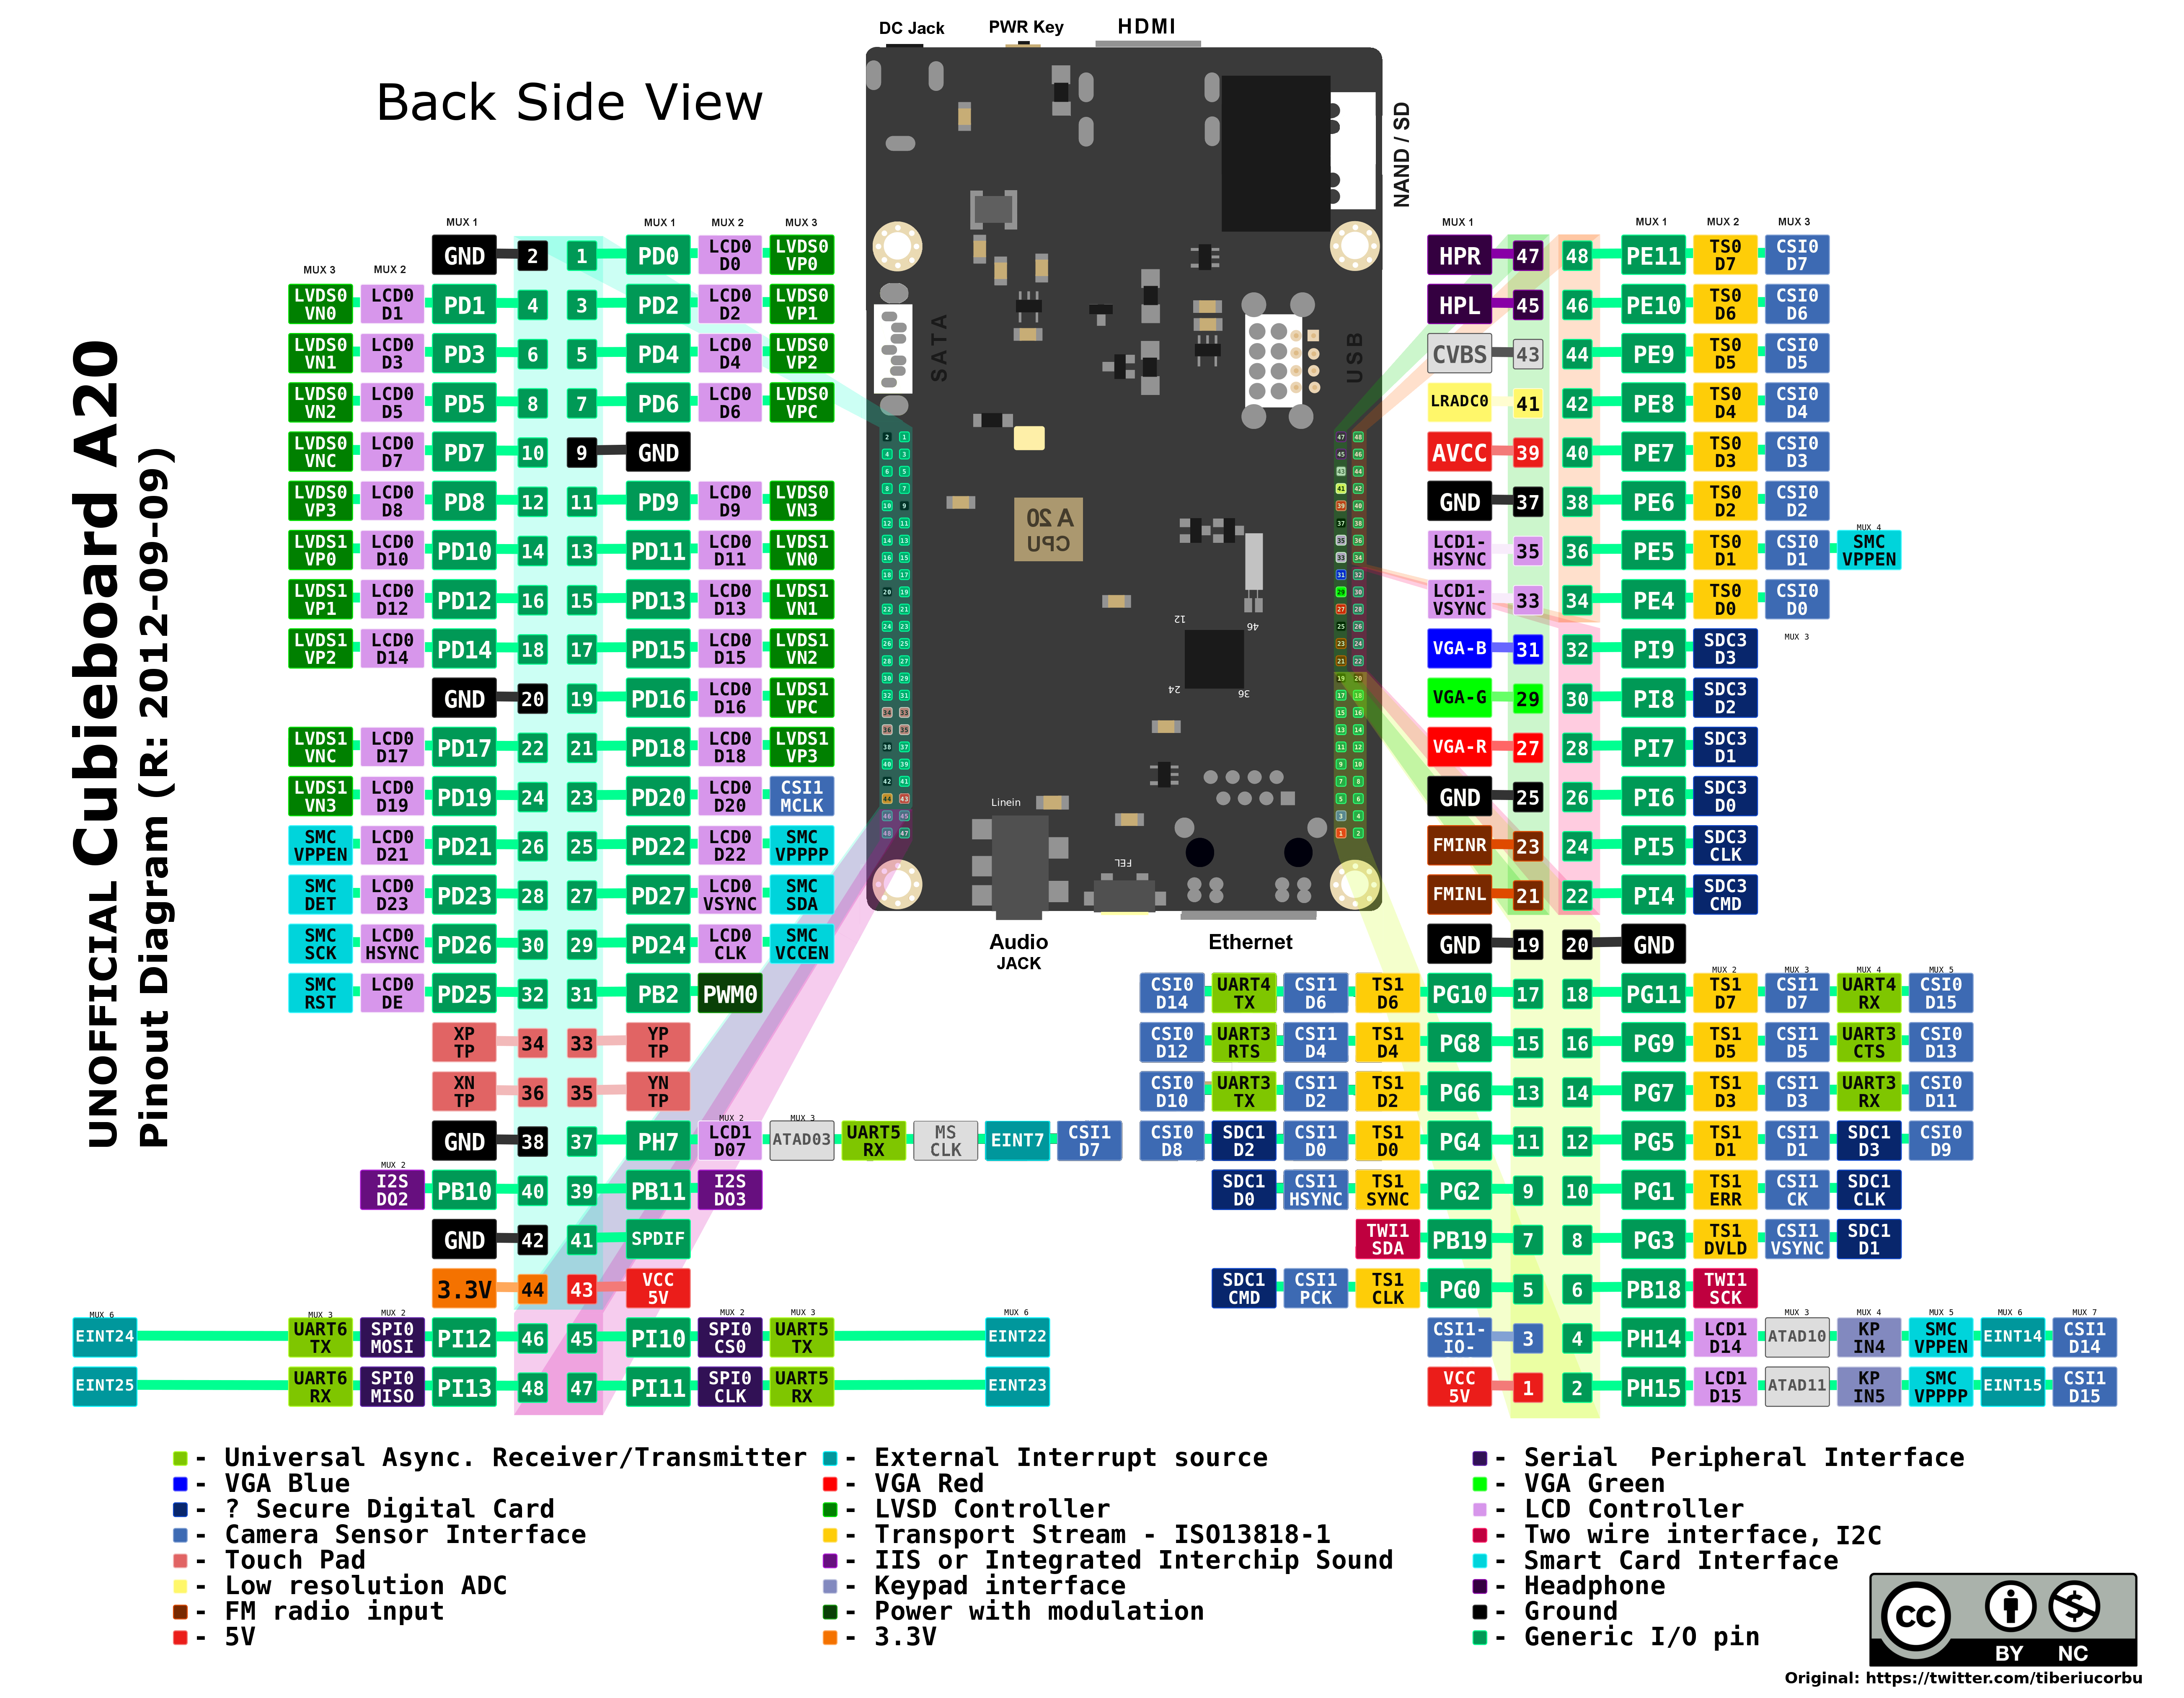 DC Jack PWR Key HDMI
Back Side View
NAND / SD
SATA
USB
UNOFFICIAL Cubieboard A20
Pinout Diagram (R: 2012-09-09)
MUX 1 MUX 1 MUX 2 MUX 3
GND 2 1 PD0 LCD0 D0 LVDS0 VP0
MUX 3 MUX 2
LVDS0 VN0 LCD0 D1 PD1 4 3 PD2 LCD0 D2 LVDS0 VP1
LVDS0 VN1 LCD0 D3 PD3 6 5 PD4 LCD0 D4 LVDS0 VP2
LVDS0 VN2 LCD0 D5 PD5 8 7 PD6 LCD0 D6 LVDS0 VPC
LVDS0 VNC LCD0 D7 PD7 10 9 GND
LVDS0 VP3 LCD0 D8 PD8 12 11 PD9 LCD0 D9 LVDS0 VN3
LVDS1 VP0 LCD0 D10 PD10 14 13 PD11 LCD0 D11 LVDS1 VN0
LVDS1 VP1 LCD0 D12 PD12 16 15 PD13 LCD0 D13 LVDS1 VN1
LVDS1 VP2 LCD0 D14 PD14 18 17 PD15 LCD0 D15 LVDS1 VN2
GND 20 19 PD16 LCD0 D16 LVDS1 VPC
LVDS1 VNC LCD0 D17 PD17 22 21 PD18 LCD0 D18 LVDS1 VP3
LVDS1 VN3 LCD0 D19 PD19 24 23 PD20 LCD0 D20 CSI1 MCLK
SMC VPPEN LCD0 D21 PD21 26 25 PD22 LCD0 D22 SMC VPPPP
SMC DET LCD0 D23 PD23 28 27 PD27 LCD0 VSYNC SMC SDA
SMC SCK LCD0 HSYNC PD26 30 29 PD24 LCD0 CLK SMC VCCEN
SMC RST LCD0 DE PD25 32 31 PB2 PWM0
XP TP 34 33 YP TP
XN TP 36 35 YN TP
MUX 2 MUX 3
GND 38 37 PH7 LCD1 D07 ATAD03 UART5 RX MS CLK EINT7 CSI1 D7
MUX 2
I2S DO2 PB10 40 39 PB11 I2S DO3
GND 42 41 SPDIF
3.3V 44 43 VCC 5V
MUX 6 MUX 3 MUX 2 MUX 2 MUX 3 MUX 6
EINT24 UART6 TX SPI0 MOSI PI12 46 45 PI10 SPI0 CS0 UART5 TX EINT22
EINT25 UART6 RX SPI0 MISO PI13 48 47 PI11 SPI0 CLK UART5 RX EINT23
A 20
CPU
12 46
24 36
Linein
FEL
Audio JACK
Ethernet
MUX 1 MUX 1 MUX 2 MUX 3
HPR 47 48 PE11 TS0 D7 CSI0 D7
HPL 45 46 PE10 TS0 D6 CSI0 D6
CVBS 43 44 PE9 TS0 D5 CSI0 D5
LRADC0 41 42 PE8 TS0 D4 CSI0 D4
AVCC 39 40 PE7 TS0 D3 CSI0 D3
GND 37 38 PE6 TS0 D2 CSI0 D2
MUX 4
LCD1- HSYNC 35 36 PE5 TS0 D1 CSI0 D1 SMC VPPEN
LCD1- VSYNC 33 34 PE4 TS0 D0 CSI0 D0
MUX 3
VGA-B 31 32 PI9 SDC3 D3
VGA-G 29 30 PI8 SDC3 D2
VGA-R 27 28 PI7 SDC3 D1
GND 25 26 PI6 SDC3 D0
FMINR 23 24 PI5 SDC3 CLK
FMINL 21 22 PI4 SDC3 CMD
GND 19 20 GND
MUX 2 MUX 3 MUX 4 MUX 5
CSI0 D14 UART4 TX CSI1 D6 TS1 D6 PG10 17 18 PG11 TS1 D7 CSI1 D7 UART4 RX CSI0 D15
CSI0 D12 UART3 RTS CSI1 D4 TS1 D4 PG8 15 16 PG9 TS1 D5 CSI1 D5 UART3 CTS CSI0 D13
CSI0 D10 UART3 TX CSI1 D2 TS1 D2 PG6 13 14 PG7 TS1 D3 CSI1 D3 UART3 RX CSI0 D11
CSI0 D8 SDC1 D2 CSI1 D0 TS1 D0 PG4 11 12 PG5 TS1 D1 CSI1 D1 SDC1 D3 CSI0 D9
SDC1 D0 CSI1 HSYNC TS1 SYNC PG2 9 10 PG1 TS1 ERR CSI1 CK SDC1 CLK
TWI1 SDA PB19 7 8 PG3 TS1 DVLD CSI1 VSYNC SDC1 D1
SDC1 CMD CSI1 PCK TS1 CLK PG0 5 6 PB18 TWI1 SCK
MUX 3 MUX 4 MUX 5 MUX 6 MUX 7
CSI1- IO- 3 4 PH14 LCD1 D14 ATAD10 KP IN4 SMC VPPEN EINT14 CSI1 D14
VCC 5V 1 2 PH15 LCD1 D15 ATAD11 KP IN5 SMC VPPPP EINT15 CSI1 D15
- Universal Async. Receiver/Transmitter - External Interrupt source - Serial Peripheral Interface
- VGA Blue - VGA Red - VGA Green
- ? Secure Digital Card - LVSD Controller - LCD Controller
- Camera Sensor Interface - Transport Stream - ISO13818-1 - Two wire interface, I2C
- Touch Pad - IIS or Integrated Interchip Sound - Smart Card Interface
- Low resolution ADC - Keypad interface - Headphone
- FM radio input - Power with modulation - Ground
- 5V - 3.3V - Generic I/O pin
CC BY NC
Original: https://twitter.com/tiberiucorbu